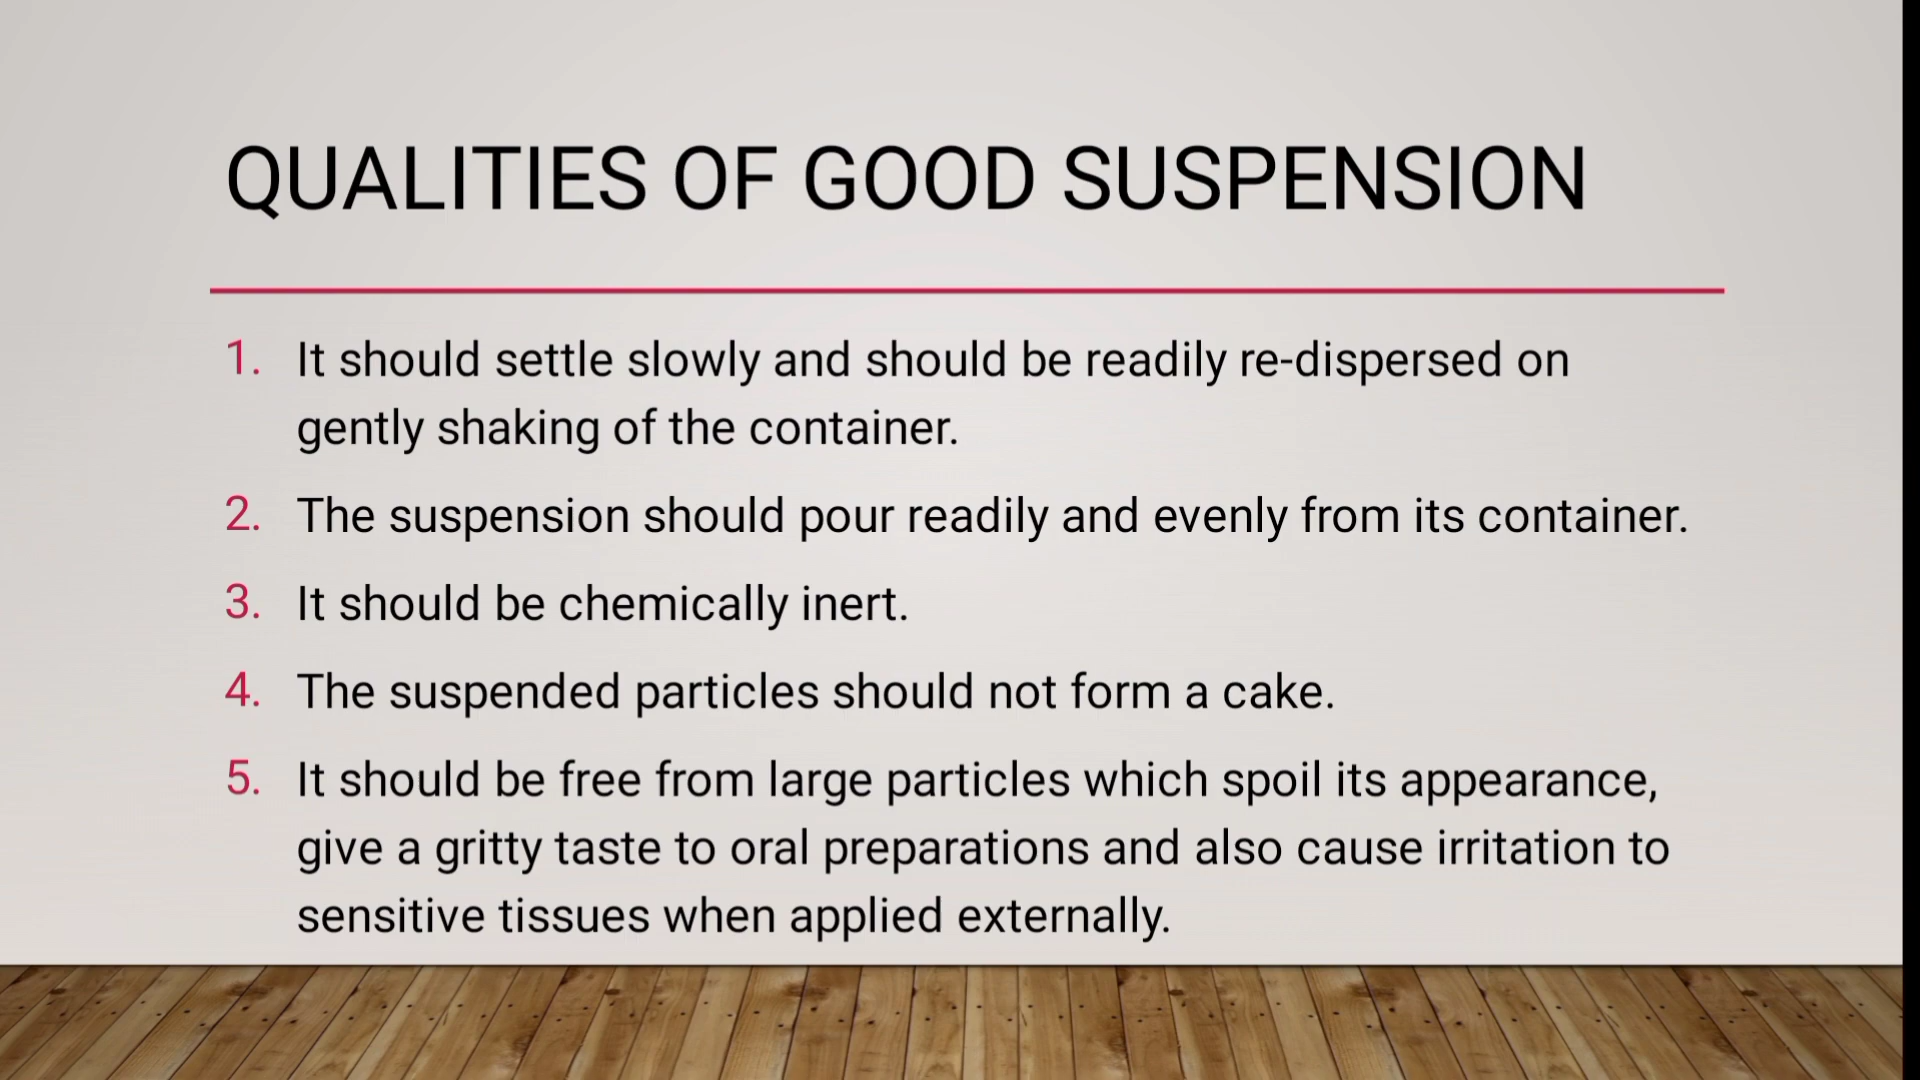 QUALITIES OF GOOD SUSPENSION
1. It should settle slowly and should be readily re-dispersed on
gently shaking of the container.
2. The suspension should pour readily and evenly from its container.
3. It should be chemically inert.
4. The suspended particles should not form a cake.
5. It should be free from large particles which spoil its appearance,
give a gritty taste to oral preparations and also cause irritation to
sensitive tissues when applied externally.